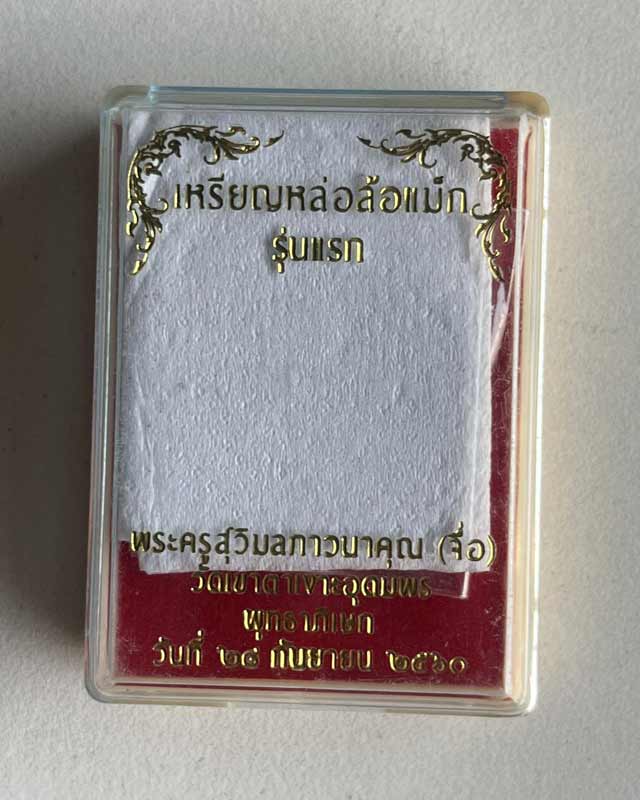 เหรียญหล่อล้อแม็ก
รุ่นแรก
พระครูสุวิมลภาวนาคุณ (จื่อ)
วัดเขาตาเงาะอุดมพร
พุทธาภิเษก
วันที่ ๒๔ กันยายน ๒๕๖๐